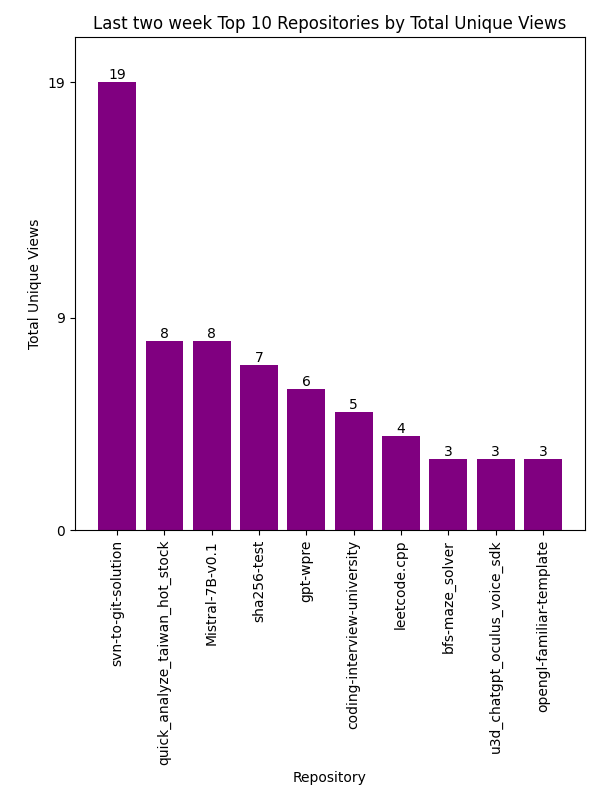 Last two week Top 10 Repositories by Total Unique Views
Total Unique Views
19
9
0
19
8
8
7
6
5
4
3
3
3
svn-to-git-solution
quick_analyze_taiwan_hot_stock
Mistral-7B-v0.1
sha256-test
gpt-wpre
coding-interview-university
leetcode.cpp
bfs-maze_solver
u3d_chatgpt_oculus_voice_sdk
opengl-familiar-template
Repository